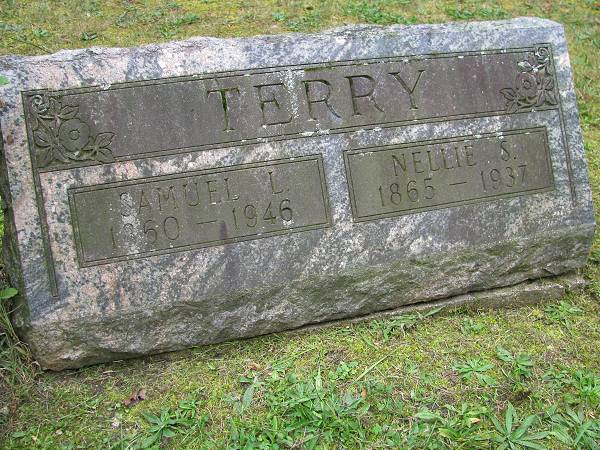 TERRY
SAMUEL L.
1860 – 1946
NELLIE S.
1865 – 1937